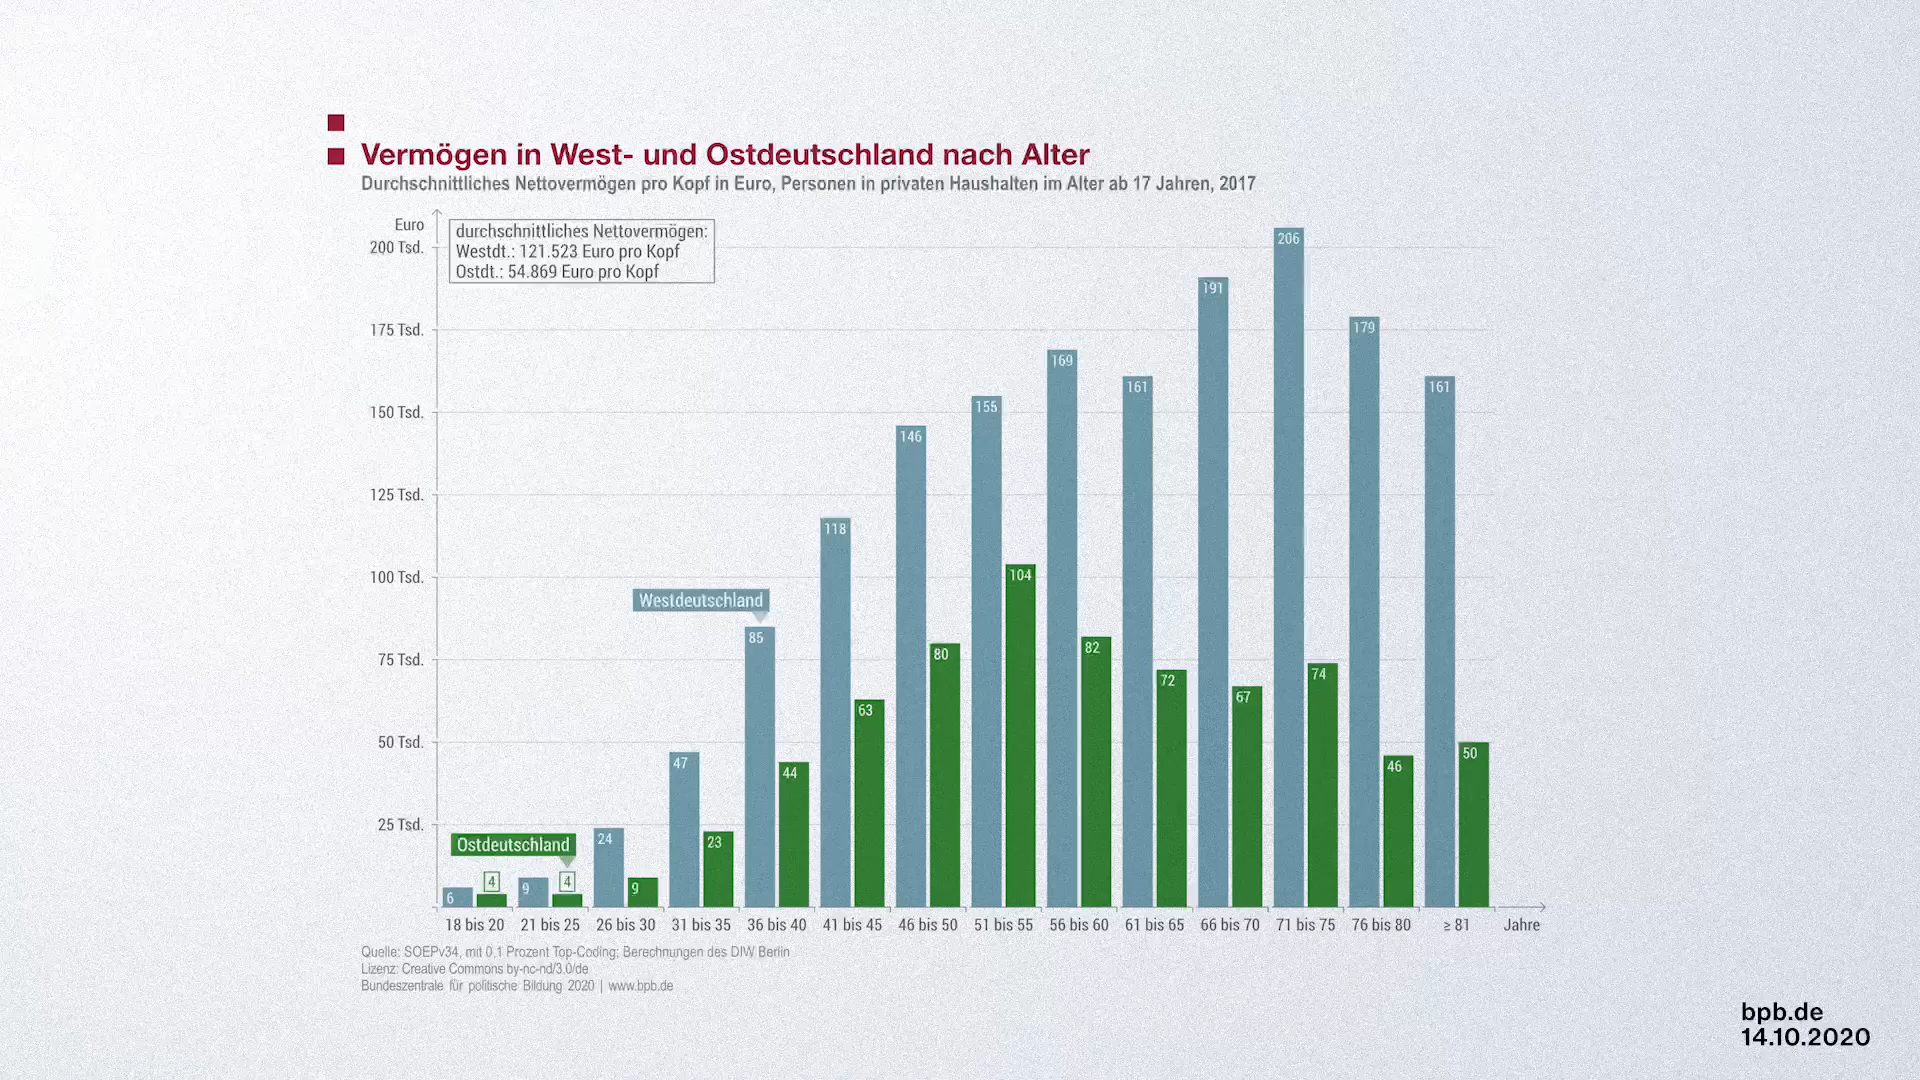 Vermögen in West- und Ostdeutschland nach Alter
Durchschnittliches Nettovermögen pro Kopf in Euro, Personen in privaten Haushalten im Alter ab 17 Jahren, 2017
Euro
200 Tsd.
175 Tsd.
150 Tsd.
125 Tsd.
100 Tsd.
75 Tsd.
50 Tsd.
25 Tsd.
durchschnittliches Nettovermögen:
Westdt.: 121.523 Euro pro Kopf
Ostdt.: 54.869 Euro pro Kopf
Westdeutschland
Ostdeutschland
6 4
9 4
24 9
47 23
85 44
118 63
146 80
155 104
169 82
161 72
191 67
206 74
179 46
161 50
18 bis 20 21 bis 25 26 bis 30 31 bis 35 36 bis 40 41 bis 45 46 bis 50 51 bis 55 56 bis 60 61 bis 65 66 bis 70 71 bis 75 76 bis 80 ≥ 81 Jahre
Quelle: SOEPv34, mit 0,1 Prozent Top-Coding; Berechnungen des DIW Berlin
Lizenz: Creative Commons by-nc-nd/3.0/de
Bundeszentrale für politische Bildung 2020 | www.bpb.de
bpb.de
14.10.2020